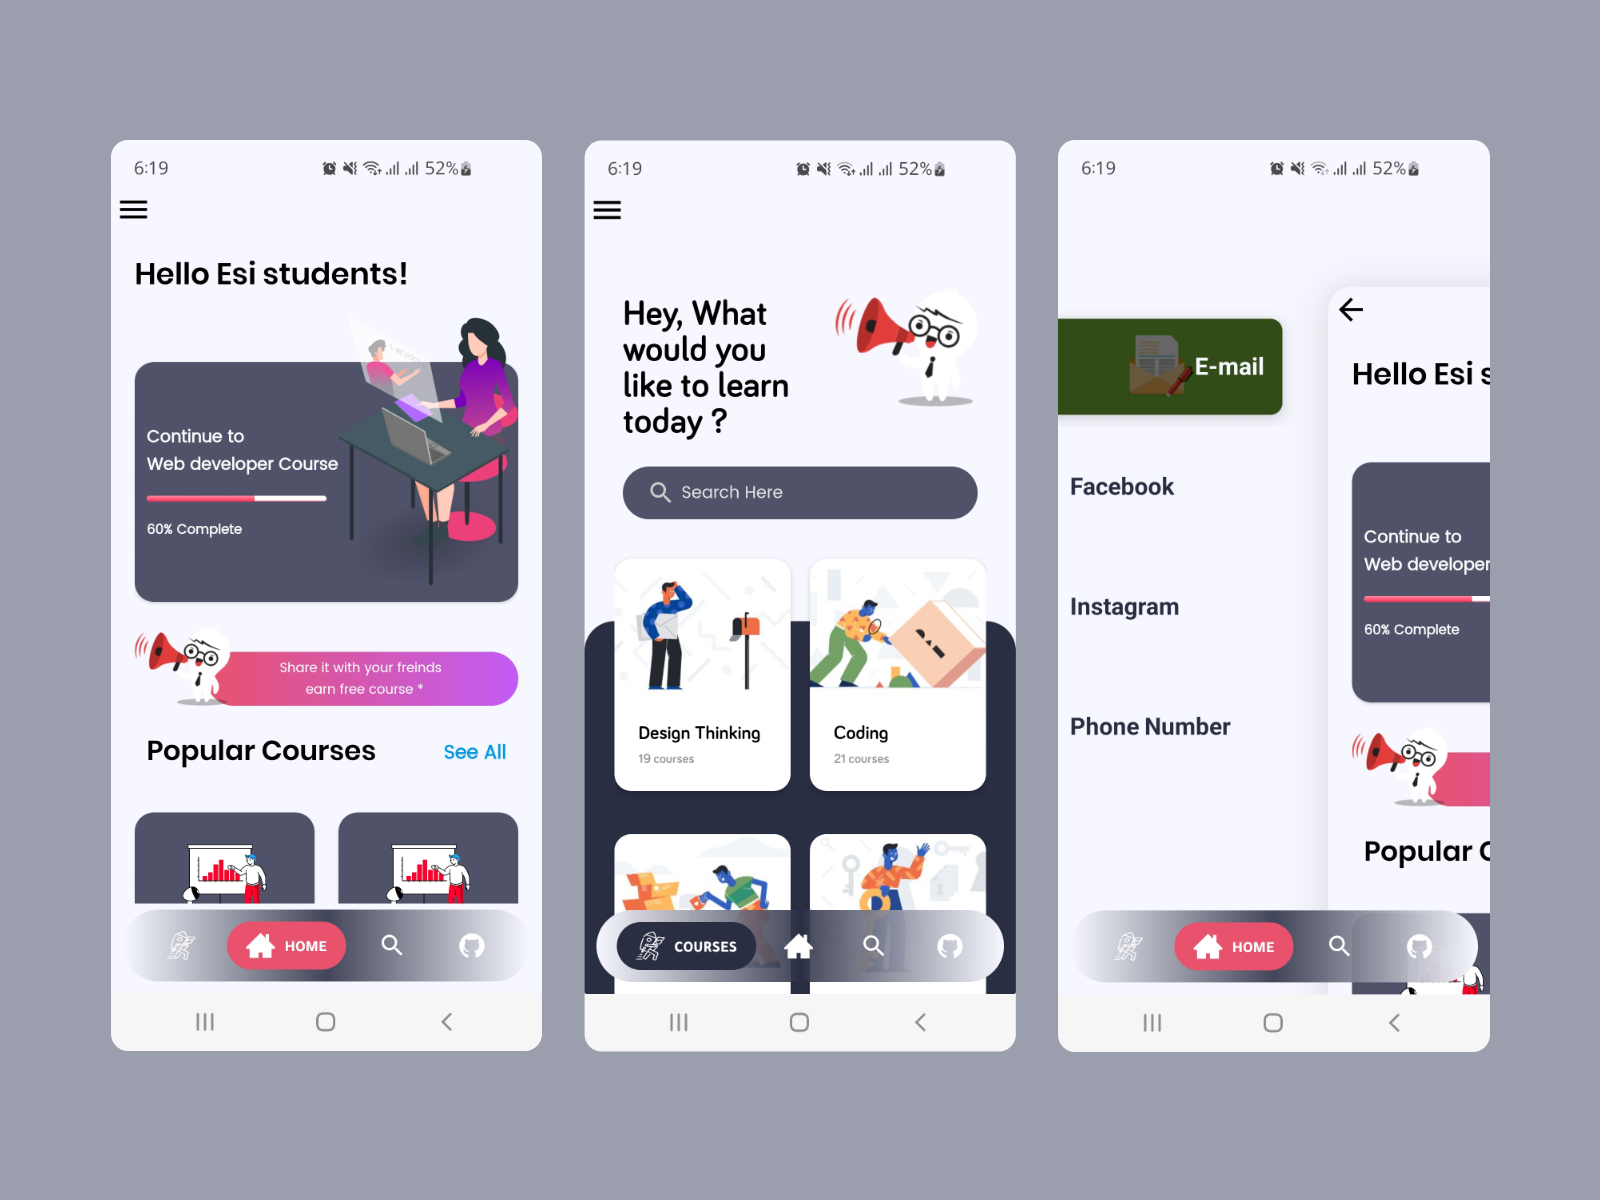 6:19
52%
Hello Esi students!
Continue to
Web developer Course
60% Complete
Share it with your freinds
earn free course *
Popular Courses
See All
HOME
6:19
52%
Hey, What
would you
like to learn
today ?
Search Here
Design Thinking
19 courses
Coding
21 courses
COURSES
6:19
52%
E-mail
Facebook
Instagram
Phone Number
Hello Esi s
Continue to
Web developer
60% Complete
Popular C
HOME